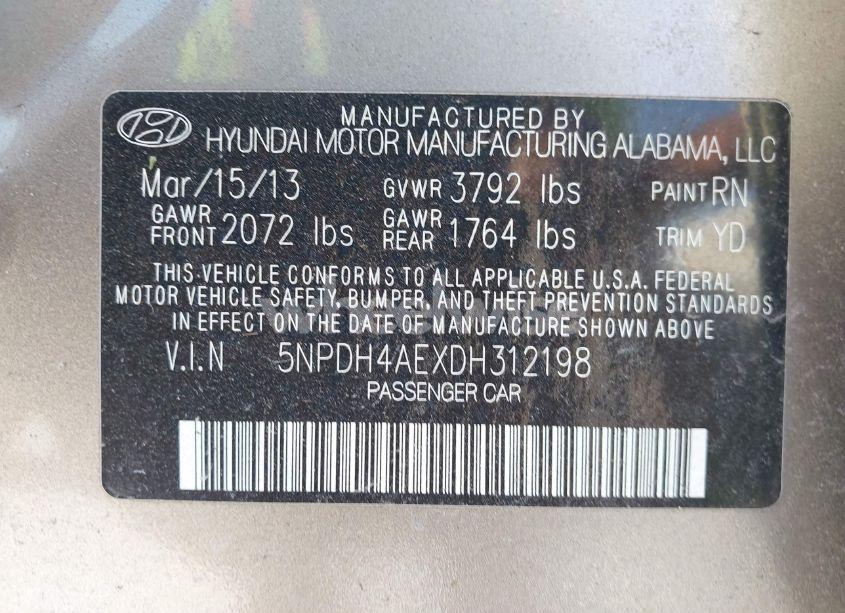 MANUFACTURED BY
HYUNDAI MOTOR MANUFACTURING ALABAMA, LLC
Mar/15/13 GVWR 3792 lbs PAINT RN
GAWR FRONT 2072 lbs GAWR REAR 1764 lbs TRIM YD
THIS VEHICLE CONFORMS TO ALL APPLICABLE U.S.A. FEDERAL
MOTOR VEHICLE SAFETY, BUMPER, AND THEFT PREVENTION STANDARDS
IN EFFECT ON THE DATE OF MANUFACTURE SHOWN ABOVE
V.I.N 5NPDH4AEXDH312198
PASSENGER CAR